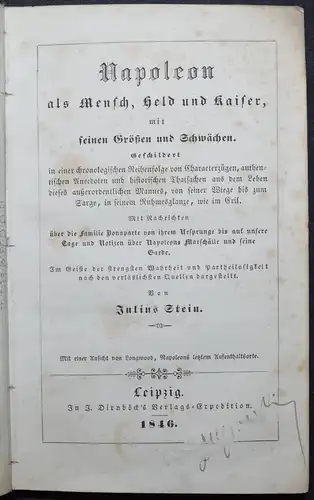 Napoleon
als Mensch, Held und Kaiser,
mit
seinen Größen und Schwächen.
Geschildert
in einer chronologischen Reihenfolge von Characterzügen, authen-
tischen Anecdoten und historischen Thatsachen aus dem Leben
dieses außerordentlichen Mannes, von seiner Wiege bis zum
Sarge, in seinem Ruhmesglanze, wie im Exil.
Mit Nachrichten
über die Familie Bonaparte von ihrem Ursprunge bis auf unsere
Tage und Notizen über Napoleons Marschälle und seine
Garde.
Im Geiste der strengsten Wahrheit und Partheilosigkeit
nach den verläßlichsten Quellen dargestellt.
Von
Julius Stein.
Mit einer Ansicht von Longwood, Napoleons letztem Aufenthaltsorte.
Leipzig.
In J. Dirnböck's Verlags-Expedition.
1846.